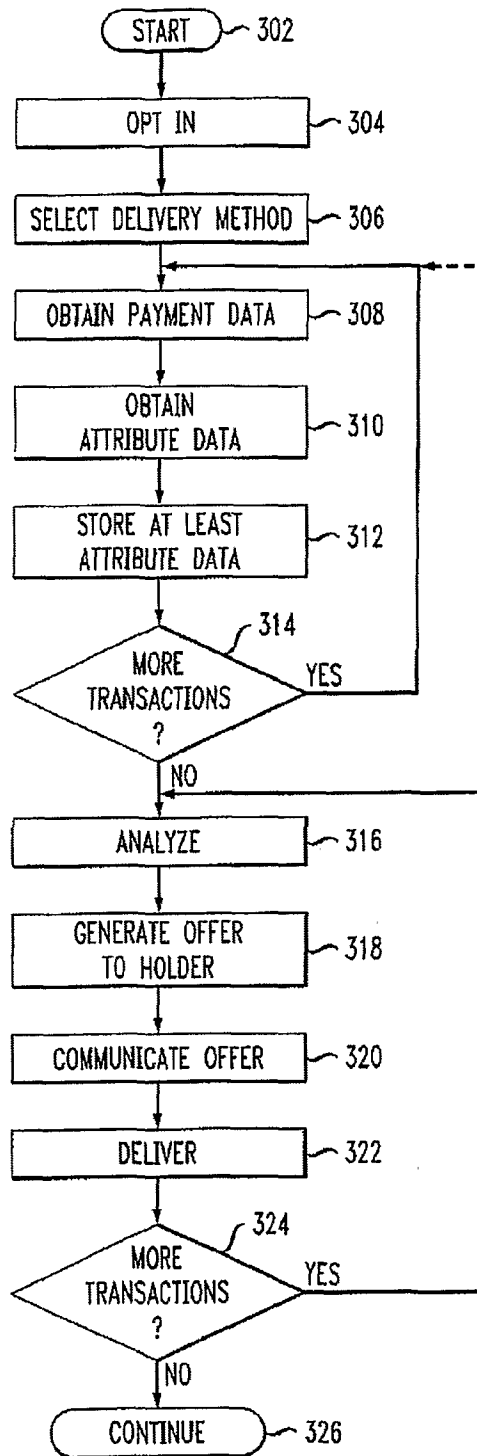 START 302
OPT IN 304
SELECT DELIVERY METHOD 306
OBTAIN PAYMENT DATA 308
OBTAIN
ATTRIBUTE DATA 310
STORE AT LEAST
ATTRIBUTE DATA 312
314
MORE
TRANSACTIONS
?
YES
NO
ANALYZE 316
GENERATE OFFER
TO HOLDER 318
COMMUNICATE OFFER 320
DELIVER 322
324
MORE
TRANSACTIONS
?
YES
NO
CONTINUE 326